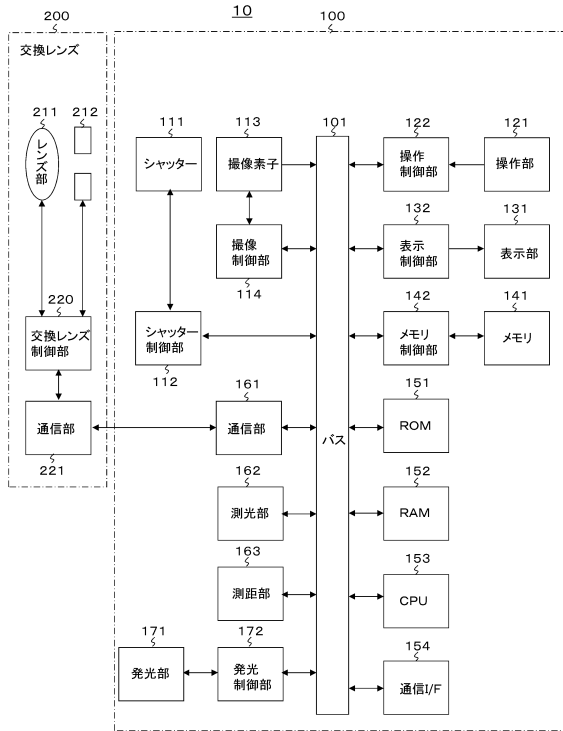 10
200
交換レンズ
211
212
レンズ部
220
交換レンズ
制御部
通信部
221
100
111
シャッター
113
撮像素子
撮像
制御部
114
シャッター
制御部
112
161
通信部
162
測光部
163
測距部
171
発光部
172
発光
制御部
101
バス
122
操作
制御部
121
操作部
132
表示
制御部
131
表示部
142
メモリ
制御部
141
メモリ
151
ROM
152
RAM
153
CPU
154
通信I/F